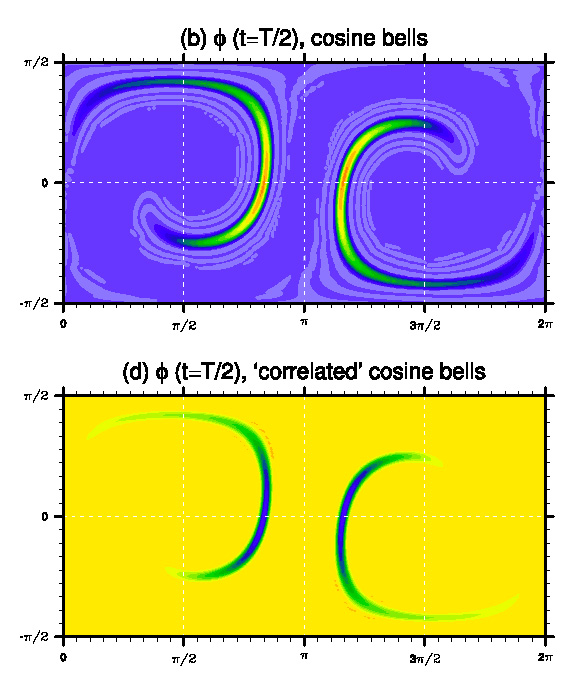 (b) ϕ (t=T/2), cosine bells
π/2
0
-π/2
0 π/2 π 3π/2 2π
(d) ϕ (t=T/2), ‘correlated’ cosine bells
π/2
0
-π/2
0 π/2 π 3π/2 2π